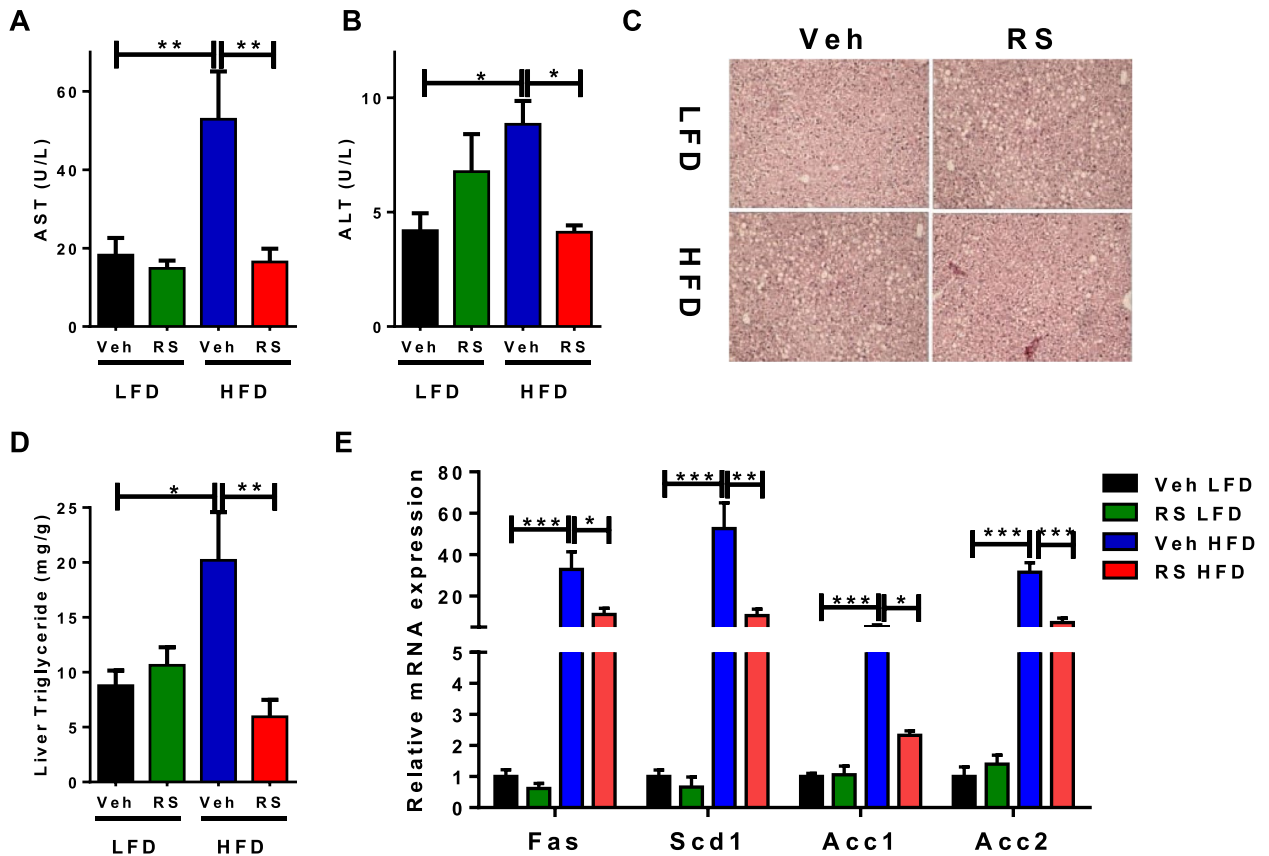 A
**
**
AST (U/L)
60
40
20
0
Veh RS Veh RS
LFD HFD
B
*
*
ALT (U/L)
10
5
0
Veh RS Veh RS
LFD HFD
C
Veh RS
LFD
HFD
D
*
**
Liver Triglyceride (mg/g)
25
20
15
10
5
0
Veh RS Veh RS
LFD HFD
E
Relative mRNA expression
80
60
40
20
5
4
3
2
1
0
*** *
*** **
*** *
*** ***
Fas Scd1 Acc1 Acc2
Veh LFD
RS LFD
Veh HFD
RS HFD